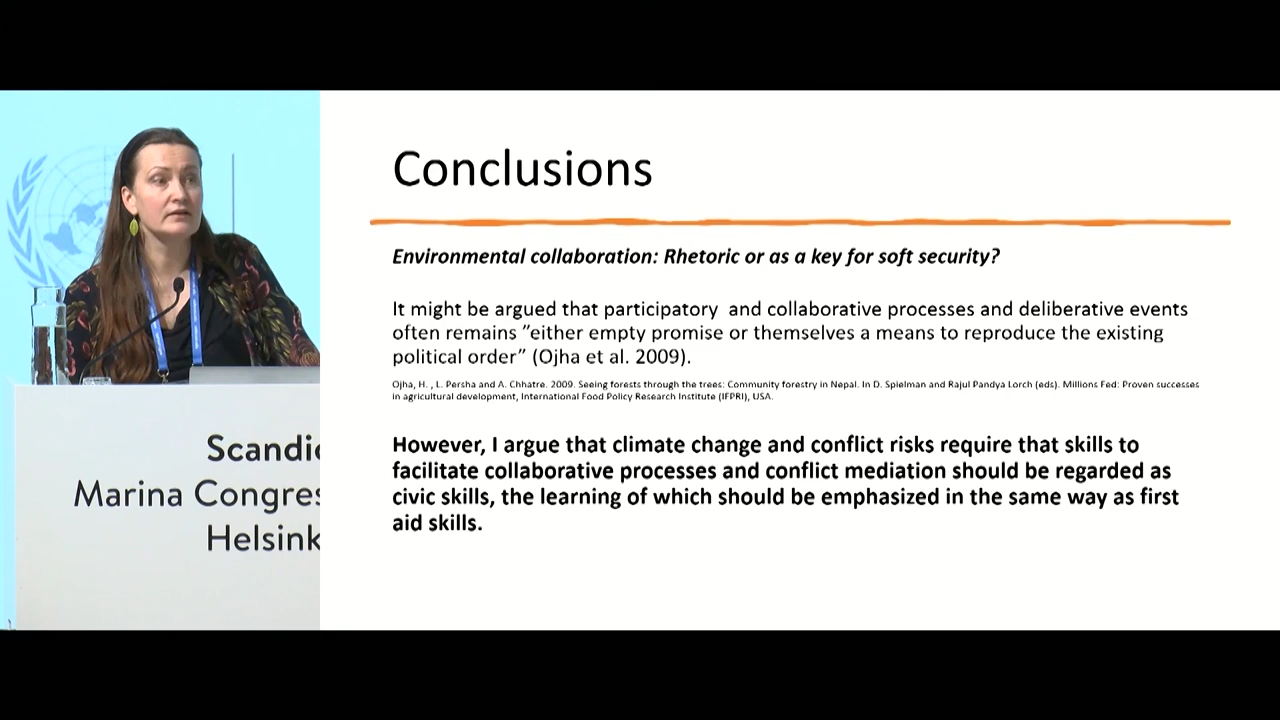 Conclusions
Environmental collaboration: Rhetoric or as a key for soft security?
It might be argued that participatory and collaborative processes and deliberative events
often remains ”either empty promise or themselves a means to reproduce the existing
political order” (Ojha et al. 2009).
Ojha, H. , L. Persha and A. Chhatre. 2009. Seeing forests through the trees: Community forestry in Nepal. In D. Spielman and Rajul Pandya Lorch (eds). Millions Fed: Proven successes
in agricultural development, International Food Policy Research Institute (IFPRI), USA.
However, I argue that climate change and conflict risks require that skills to
facilitate collaborative processes and conflict mediation should be regarded as
civic skills, the learning of which should be emphasized in the same way as first
aid skills.
Scandic
Marina Congres
Helsink